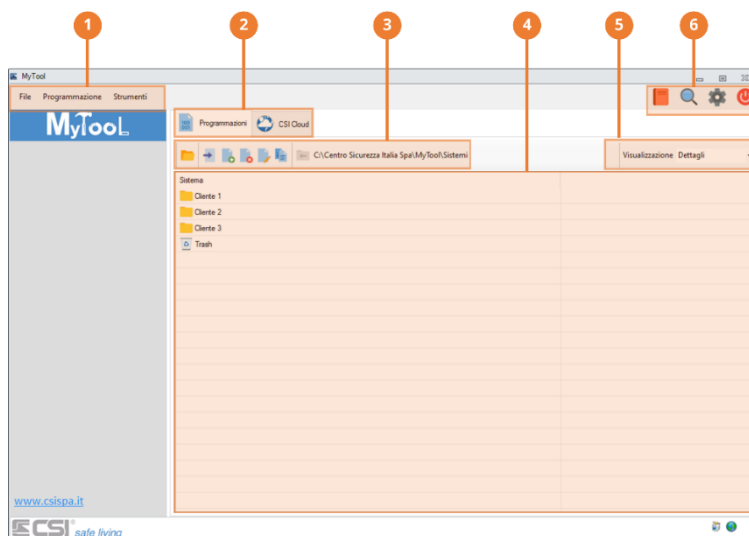 1 2 3 4 5 6
MyTool
File Programmazione Strumenti
MyTooL
Programmazioni CSI Cloud
C:\Centro Sicurezza Italia Spa\MyTool\Sistemi Visualizzazione Dettagli
Sistema
Cliente 1
Cliente 2
Cliente 3
Trash
www.csispa.it
CSI® safe living